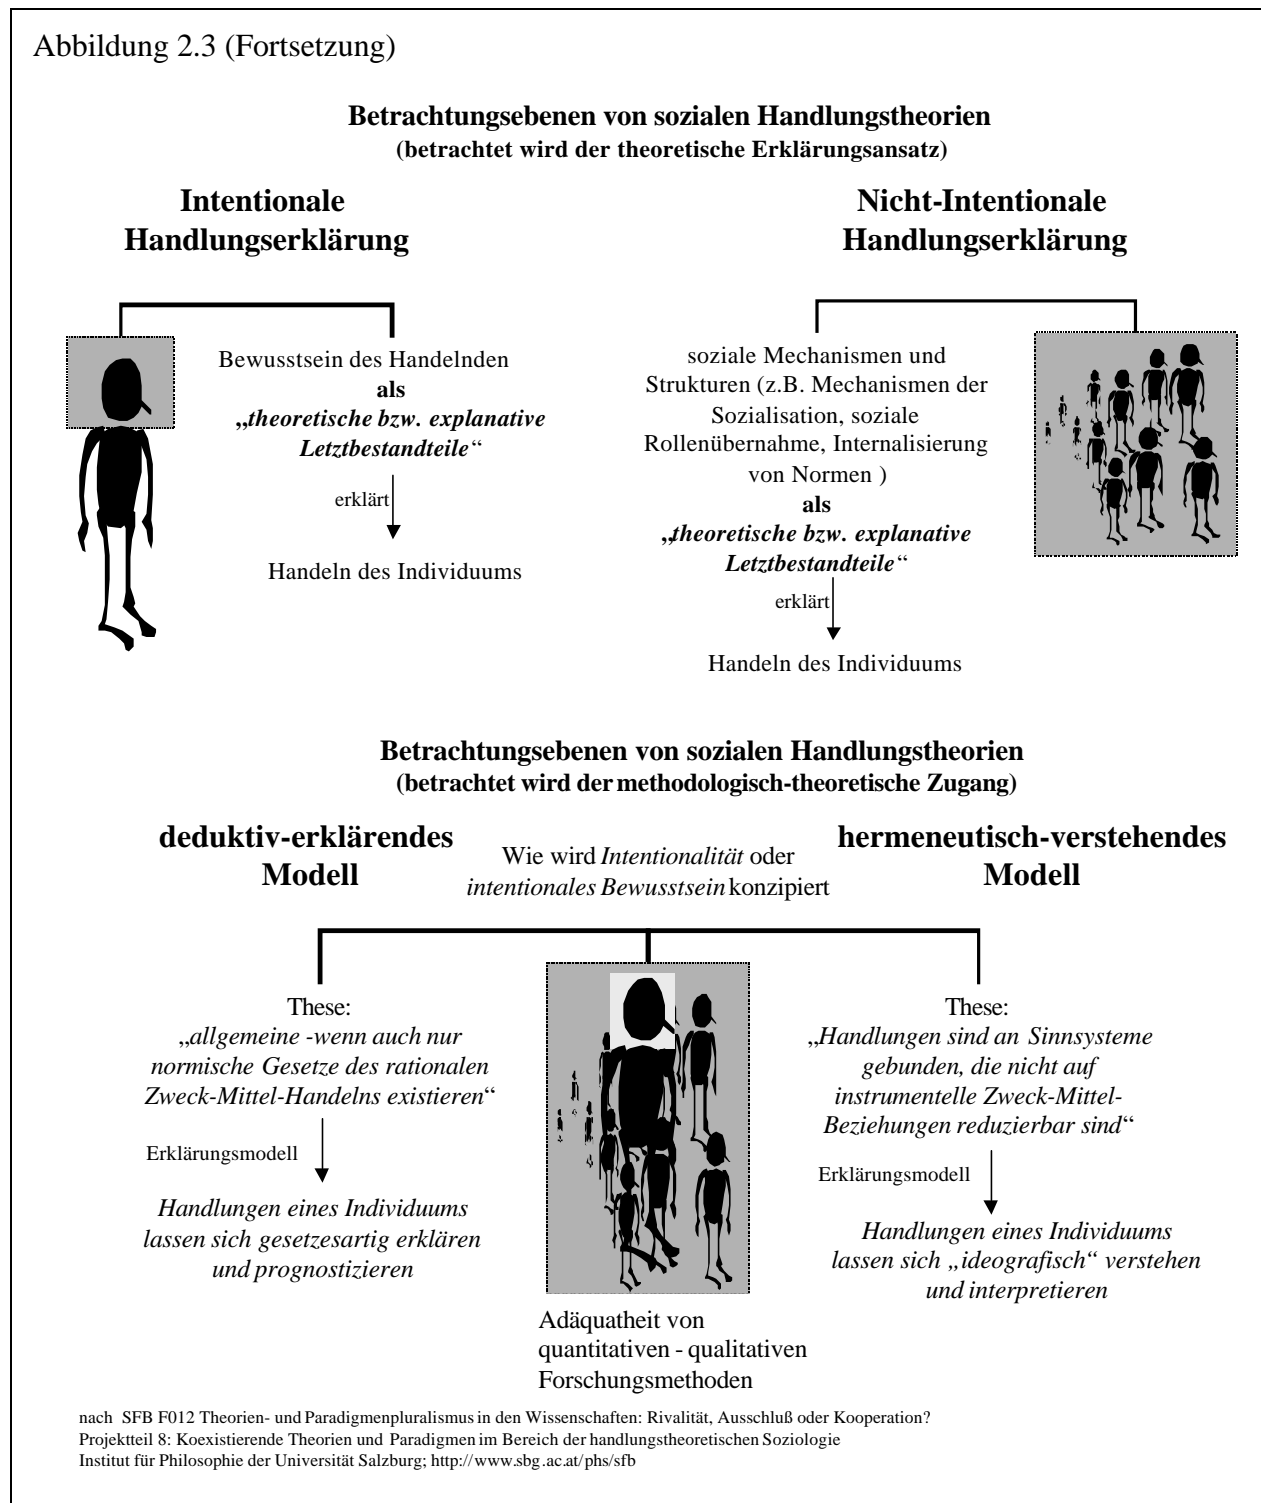 Abbildung 2.3 (Fortsetzung)
Betrachtungsebenen von sozialen Handlungstheorien
(betrachtet wird der theoretische Erklärungsansatz)
Intentionale
Handlungserklärung
Bewusstsein des Handelnden
als
„theoretische bzw. explanative
Letztbestandteile“
erklärt
Handeln des Individuums
Nicht-Intentionale
Handlungserklärung
soziale Mechanismen und
Strukturen (z.B. Mechanismen der
Sozialisation, soziale
Rollenübernahme, Internalisierung
von Normen )
als
„theoretische bzw. explanative
Letztbestandteile“
erklärt
Handeln des Individuums
Betrachtungsebenen von sozialen Handlungstheorien
(betrachtet wird der methodologisch-theoretische Zugang)
deduktiv-erklärendes
Modell
Wie wird Intentionalität oder
intentionales Bewusstsein konzipiert
hermeneutisch-verstehendes
Modell
These:
„allgemeine -wenn auch nur
normische Gesetze des rationalen
Zweck-Mittel-Handelns existieren“
Erklärungsmodell
Handlungen eines Individuums
lassen sich gesetzesartig erklären
und prognostizieren
These:
„Handlungen sind an Sinnsysteme
gebunden, die nicht auf
instrumentelle Zweck-Mittel-
Beziehungen reduzierbar sind“
Erklärungsmodell
Handlungen eines Individuums
lassen sich „ideografisch“ verstehen
und interpretieren
Adäquatheit von
quantitativen - qualitativen
Forschungsmethoden
nach SFB F012 Theorien- und Paradigmenpluralismus in den Wissenschaften: Rivalität, Ausschluß oder Kooperation?
Projektteil 8: Koexistierende Theorien und Paradigmen im Bereich der handlungstheoretischen Soziologie
Institut für Philosophie der Universität Salzburg; http://www.sbg.ac.at/phs/sfb